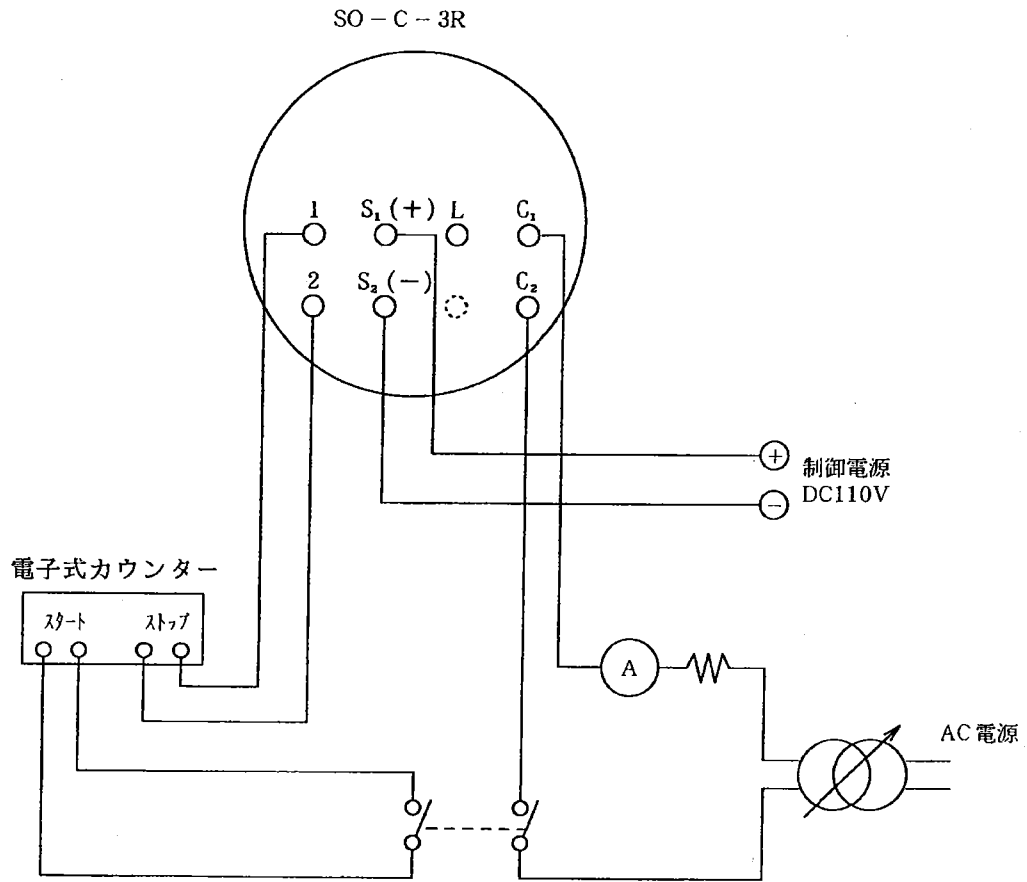 SO－C－3R
1 S₁(+) L C₁
2 S₂(−) C₂
+ 制御電源
− DC110V
電子式カウンター
スタート ストップ
A
AC電源